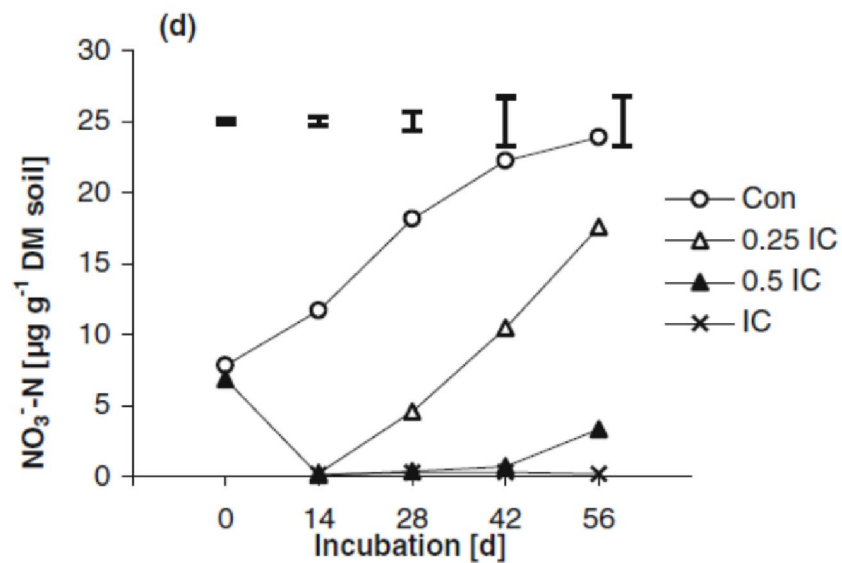 (d)
30
25
20
15
10
5
0
NO₃⁻-N [µg g⁻¹ DM soil]
0 14 28 42 56
Incubation [d]
Con
0.25 IC
0.5 IC
IC